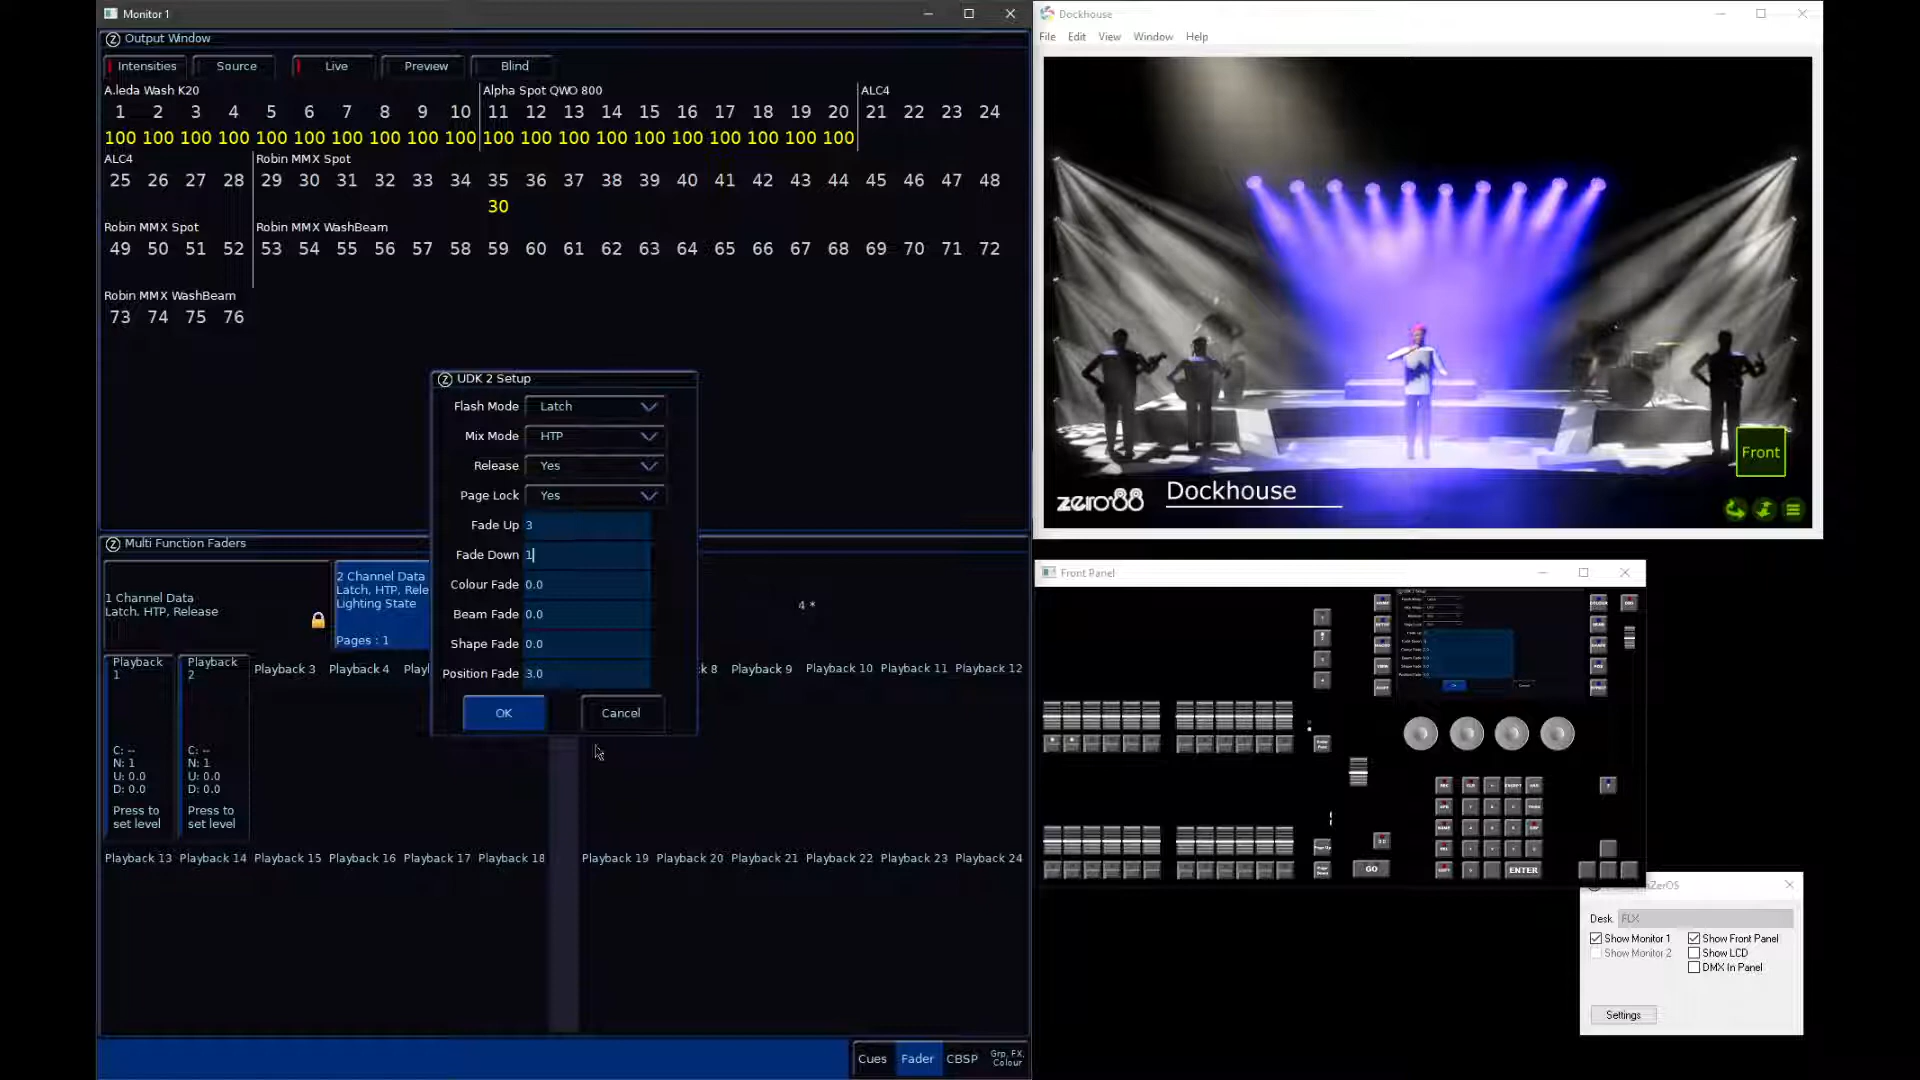 Monitor 1
Output Window
Intensities Source Live Preview Blind
A.leda Wash K20 Alpha Spot QWO 800 ALC4
1 2 3 4 5 6 7 8 9 10 11 12 13 14 15 16 17 18 19 20 21 22 23 24
100 100 100 100 100 100 100 100 100 100 100 100 100 100 100 100 100 100 100 100
ALC4 Robin MMX Spot
25 26 27 28 29 30 31 32 33 34 35 36 37 38 39 40 41 42 43 44 45 46 47 48
30
Robin MMX Spot Robin MMX WashBeam
49 50 51 52 53 54 55 56 57 58 59 60 61 62 63 64 65 66 67 68 69 70 71 72
Robin MMX WashBeam
73 74 75 76
UDK 2 Setup
Flash Mode Latch
Mix Mode HTP
Release Yes
Page Lock Yes
Fade Up 3
Fade Down 1
Colour Fade 0.0
Beam Fade 0.0
Shape Fade 0.0
Position Fade 3.0
OK Cancel
Multi Function Faders
1 Channel Data
Latch, HTP, Release
2 Channel Data
Latch, HTP, Rele
Lighting State
Pages : 1
4 *
Playback 1
C: --
N: 1
U: 0.0
D: 0.0
Press to
set level
Playback 2
C: --
N: 1
U: 0.0
D: 0.0
Press to
set level
Playback 3 Playback 4 Playb k 8 Playback 9 Playback 10 Playback 11 Playback 12
Playback 13 Playback 14 Playback 15 Playback 16 Playback 17 Playback 18 Playback 19 Playback 20 Playback 21 Playback 22 Playback 23 Playback 24
Cues Fader CBSP Grp, FX,
Colour
Dockhouse
File Edit View Window Help
Front
zero88 Dockhouse
Front Panel
GO
ENTER
ZerOS
Desk FLX
Show Monitor 1 Show Front Panel
Show Monitor 2 Show LCD
DMX In Panel
Settings